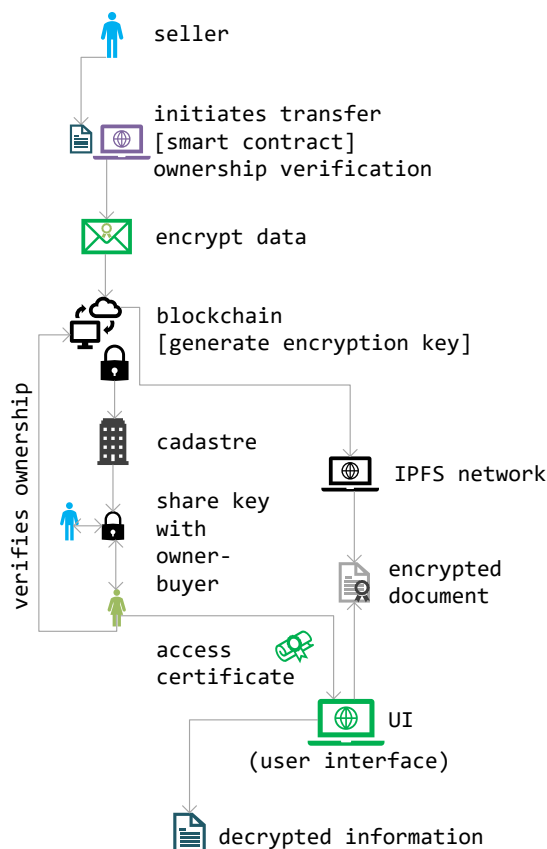 seller
initiates transfer
[smart contract]
ownership verification
encrypt data
blockchain
[generate encryption key]
verifies ownership
cadastre
IPFS network
share key
with
owner-
buyer
encrypted
document
access
certificate
UI
(user interface)
decrypted information